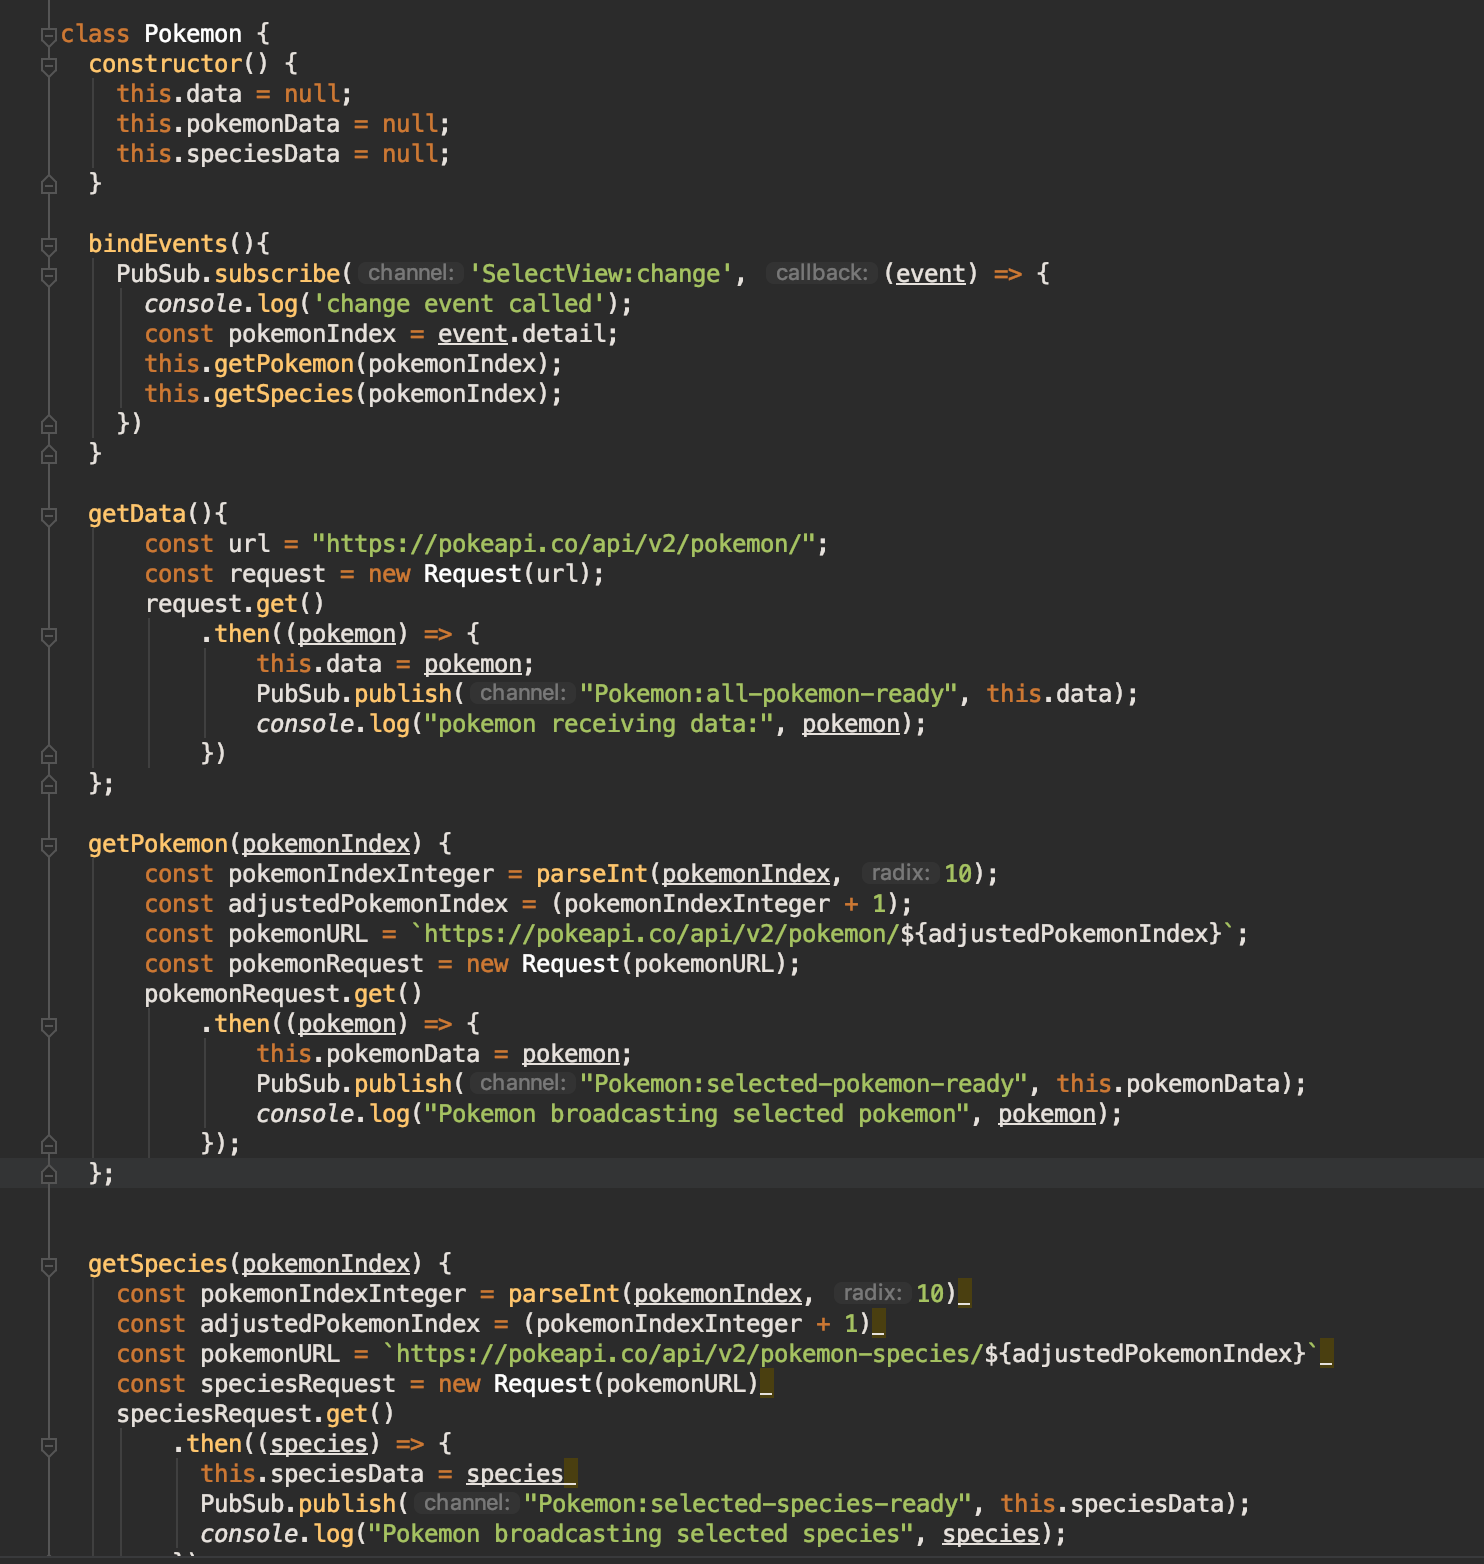 class Pokemon {
  constructor() {
    this.data = null;
    this.pokemonData = null;
    this.speciesData = null;
  }

  bindEvents(){
    PubSub.subscribe( channel: 'SelectView:change', callback: (event) => {
      console.log('change event called');
      const pokemonIndex = event.detail;
      this.getPokemon(pokemonIndex);
      this.getSpecies(pokemonIndex);
    })
  }

  getData(){
      const url = "https://pokeapi.co/api/v2/pokemon/";
      const request = new Request(url);
      request.get()
          .then((pokemon) => {
              this.data = pokemon;
              PubSub.publish( channel: "Pokemon:all-pokemon-ready", this.data);
              console.log("pokemon receiving data:", pokemon);
          })
  };

  getPokemon(pokemonIndex) {
      const pokemonIndexInteger = parseInt(pokemonIndex, radix: 10);
      const adjustedPokemonIndex = (pokemonIndexInteger + 1);
      const pokemonURL = `https://pokeapi.co/api/v2/pokemon/${adjustedPokemonIndex}`;
      const pokemonRequest = new Request(pokemonURL);
      pokemonRequest.get()
          .then((pokemon) => {
              this.pokemonData = pokemon;
              PubSub.publish( channel: "Pokemon:selected-pokemon-ready", this.pokemonData);
              console.log("Pokemon broadcasting selected pokemon", pokemon);
          });
  };

  getSpecies(pokemonIndex) {
    const pokemonIndexInteger = parseInt(pokemonIndex, radix: 10)
    const adjustedPokemonIndex = (pokemonIndexInteger + 1)
    const pokemonURL = `https://pokeapi.co/api/v2/pokemon-species/${adjustedPokemonIndex}`
    const speciesRequest = new Request(pokemonURL)
    speciesRequest.get()
        .then((species) => {
          this.speciesData = species
          PubSub.publish( channel: "Pokemon:selected-species-ready", this.speciesData);
          console.log("Pokemon broadcasting selected species", species);